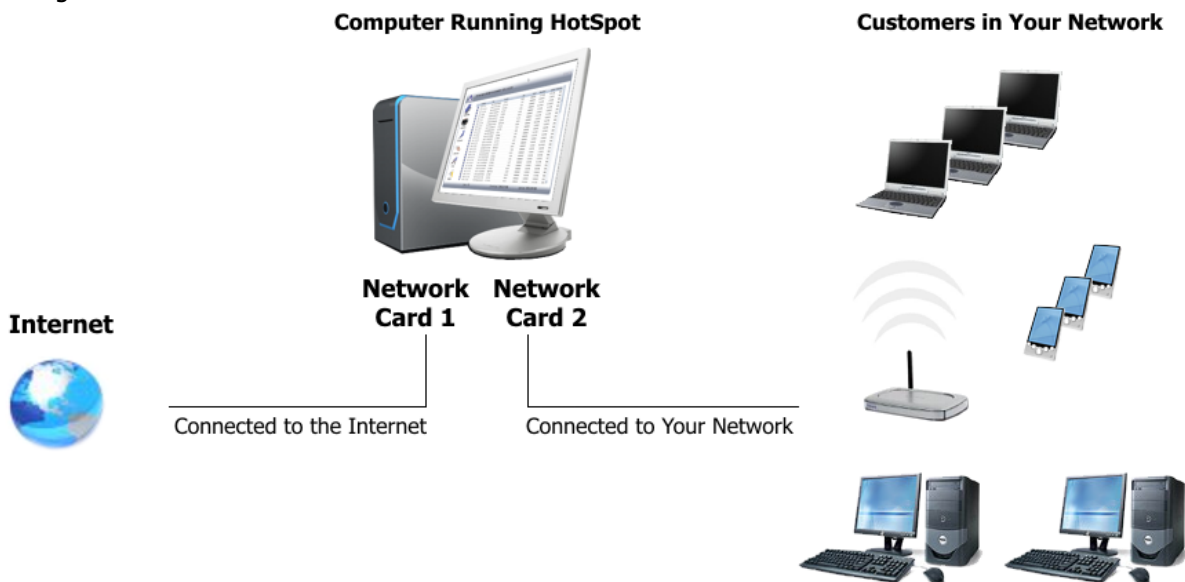 Computer Running HotSpot
Customers in Your Network
Network
Card 1
Network
Card 2
Internet
Connected to the Internet
Connected to Your Network